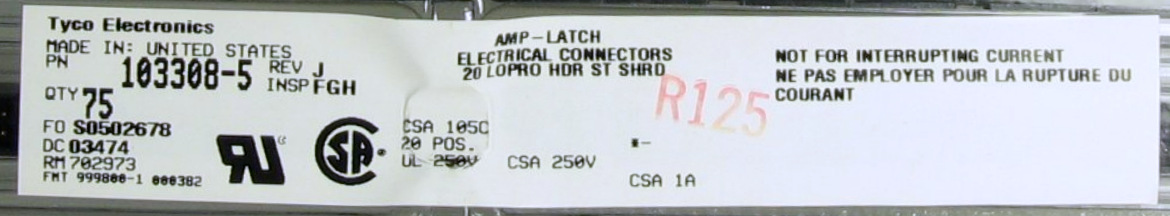 Tyco Electronics
MADE IN: UNITED STATES
PN 103308-5 REV J
INSP FGH
QTY 75
FO S0502678
DC 03474
RM 702973
FMT 999800-1 000382
AMP-LATCH
ELECTRICAL CONNECTORS
20 LOPRO HDR ST SHRD
R125
CSA 105C
20 POS.
UL 250V CSA 250V
*-
CSA 1A
NOT FOR INTERRUPTING CURRENT
NE PAS EMPLOYER POUR LA RUPTURE DU
COURANT